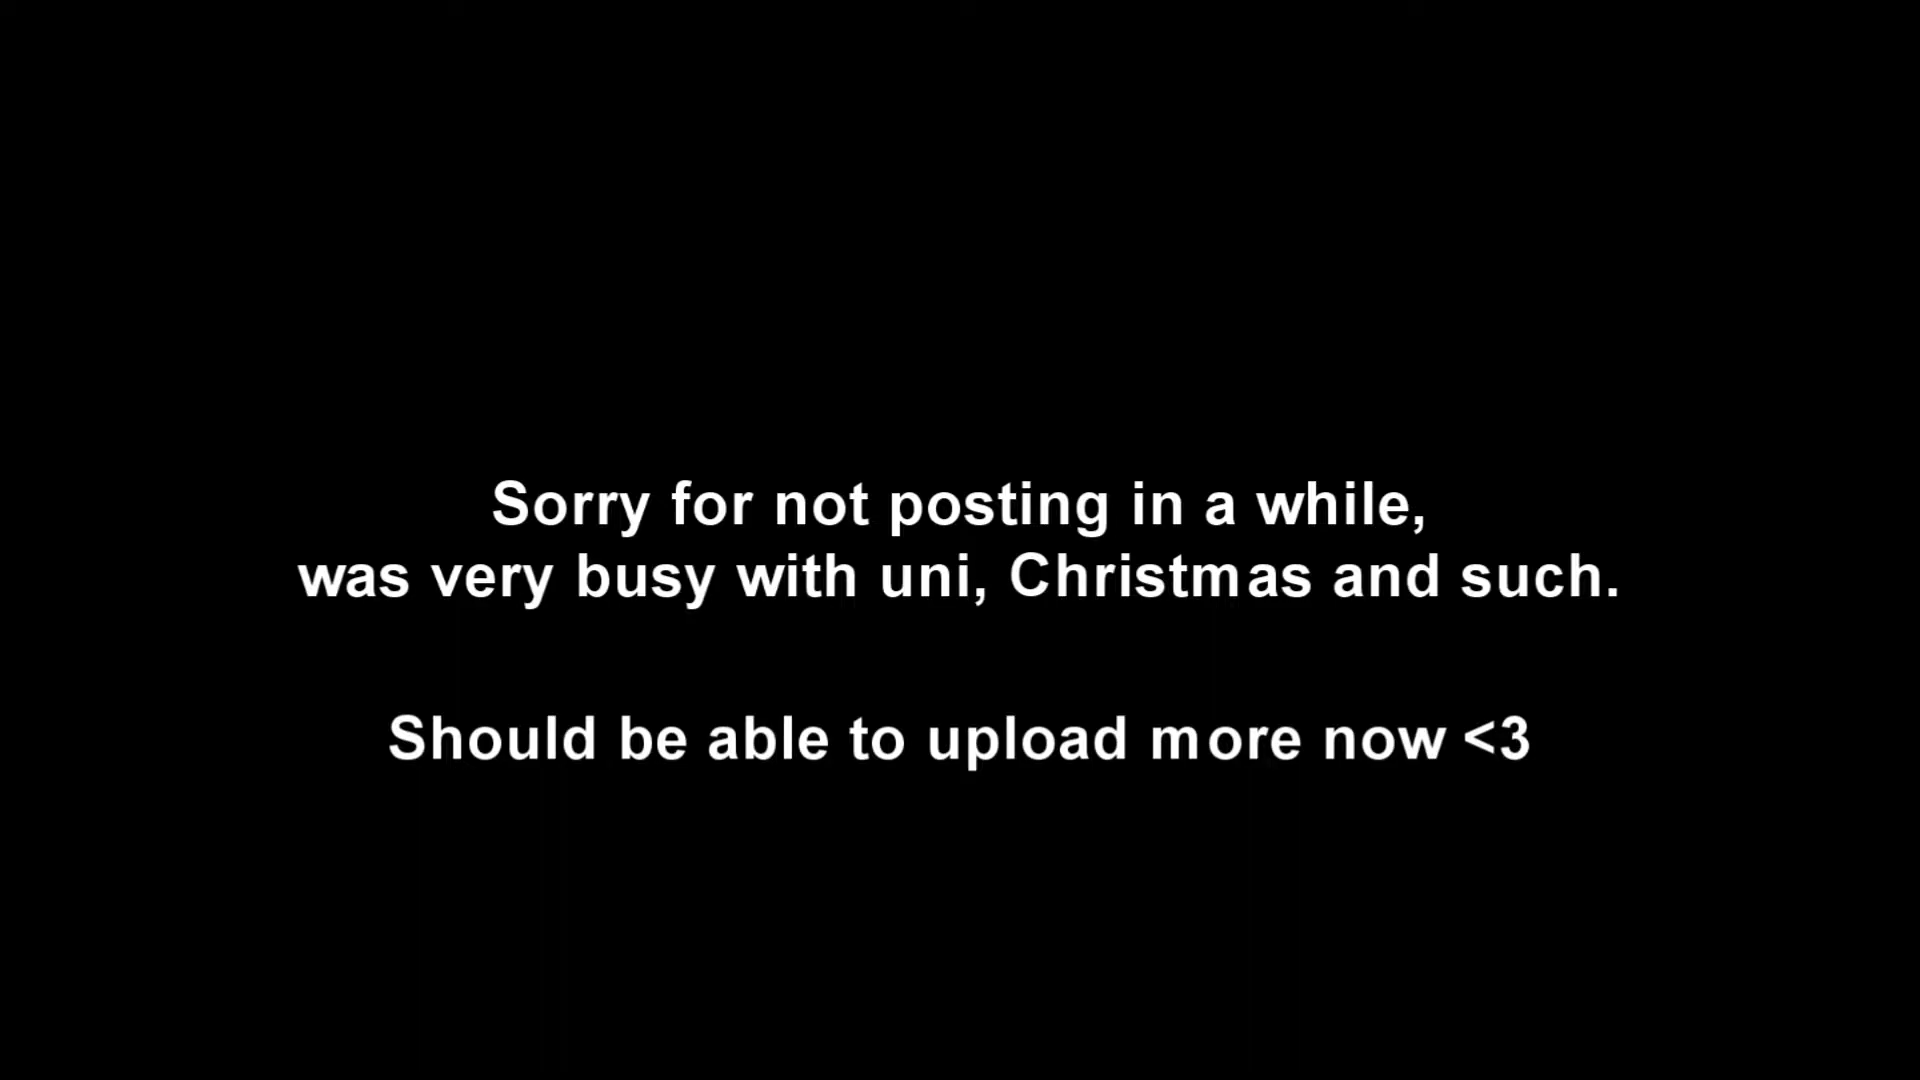 Sorry for not posting in a while,
was very busy with uni, Christmas and such.
Should be able to upload more now <3